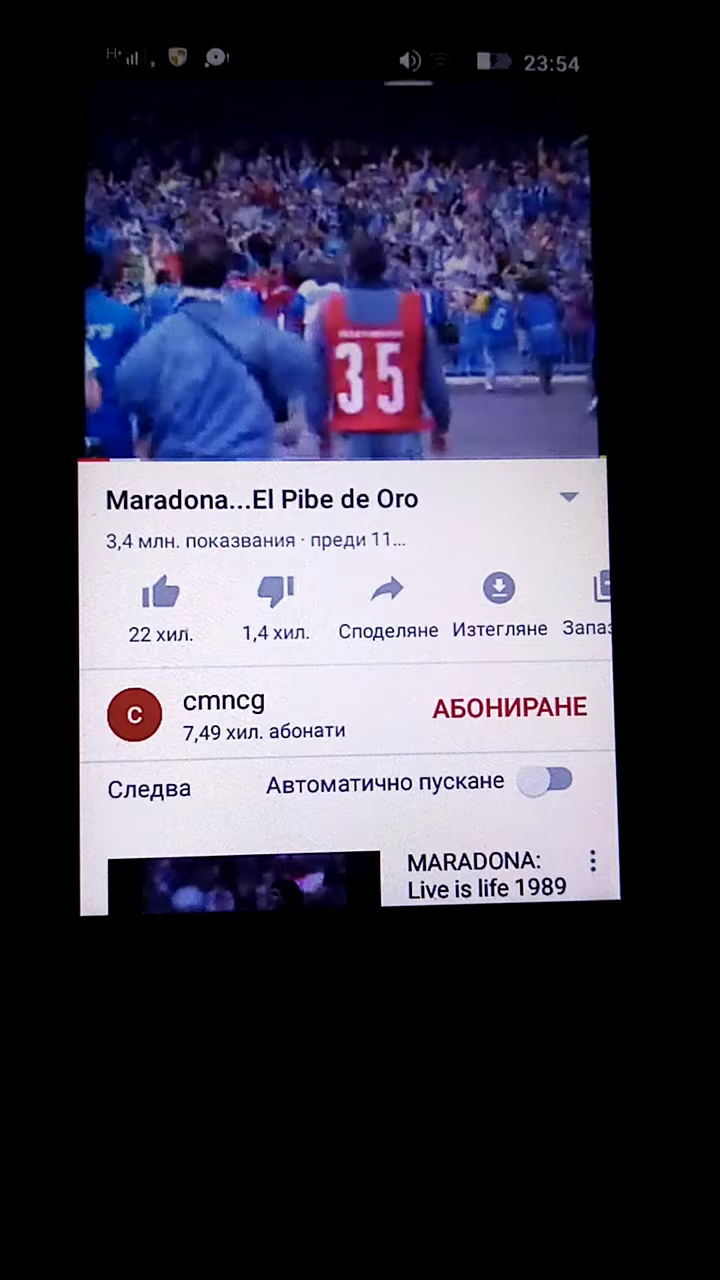 H+ 23:54
35
Maradona...El Pibe de Oro
3,4 млн. показвания · преди 11...
22 хил. 1,4 хил. Споделяне Изтегляне Запаз
C cmncg АБОНИРАНЕ
7,49 хил. абонати
Следва Автоматично пускане
MARADONA:
Live is life 1989